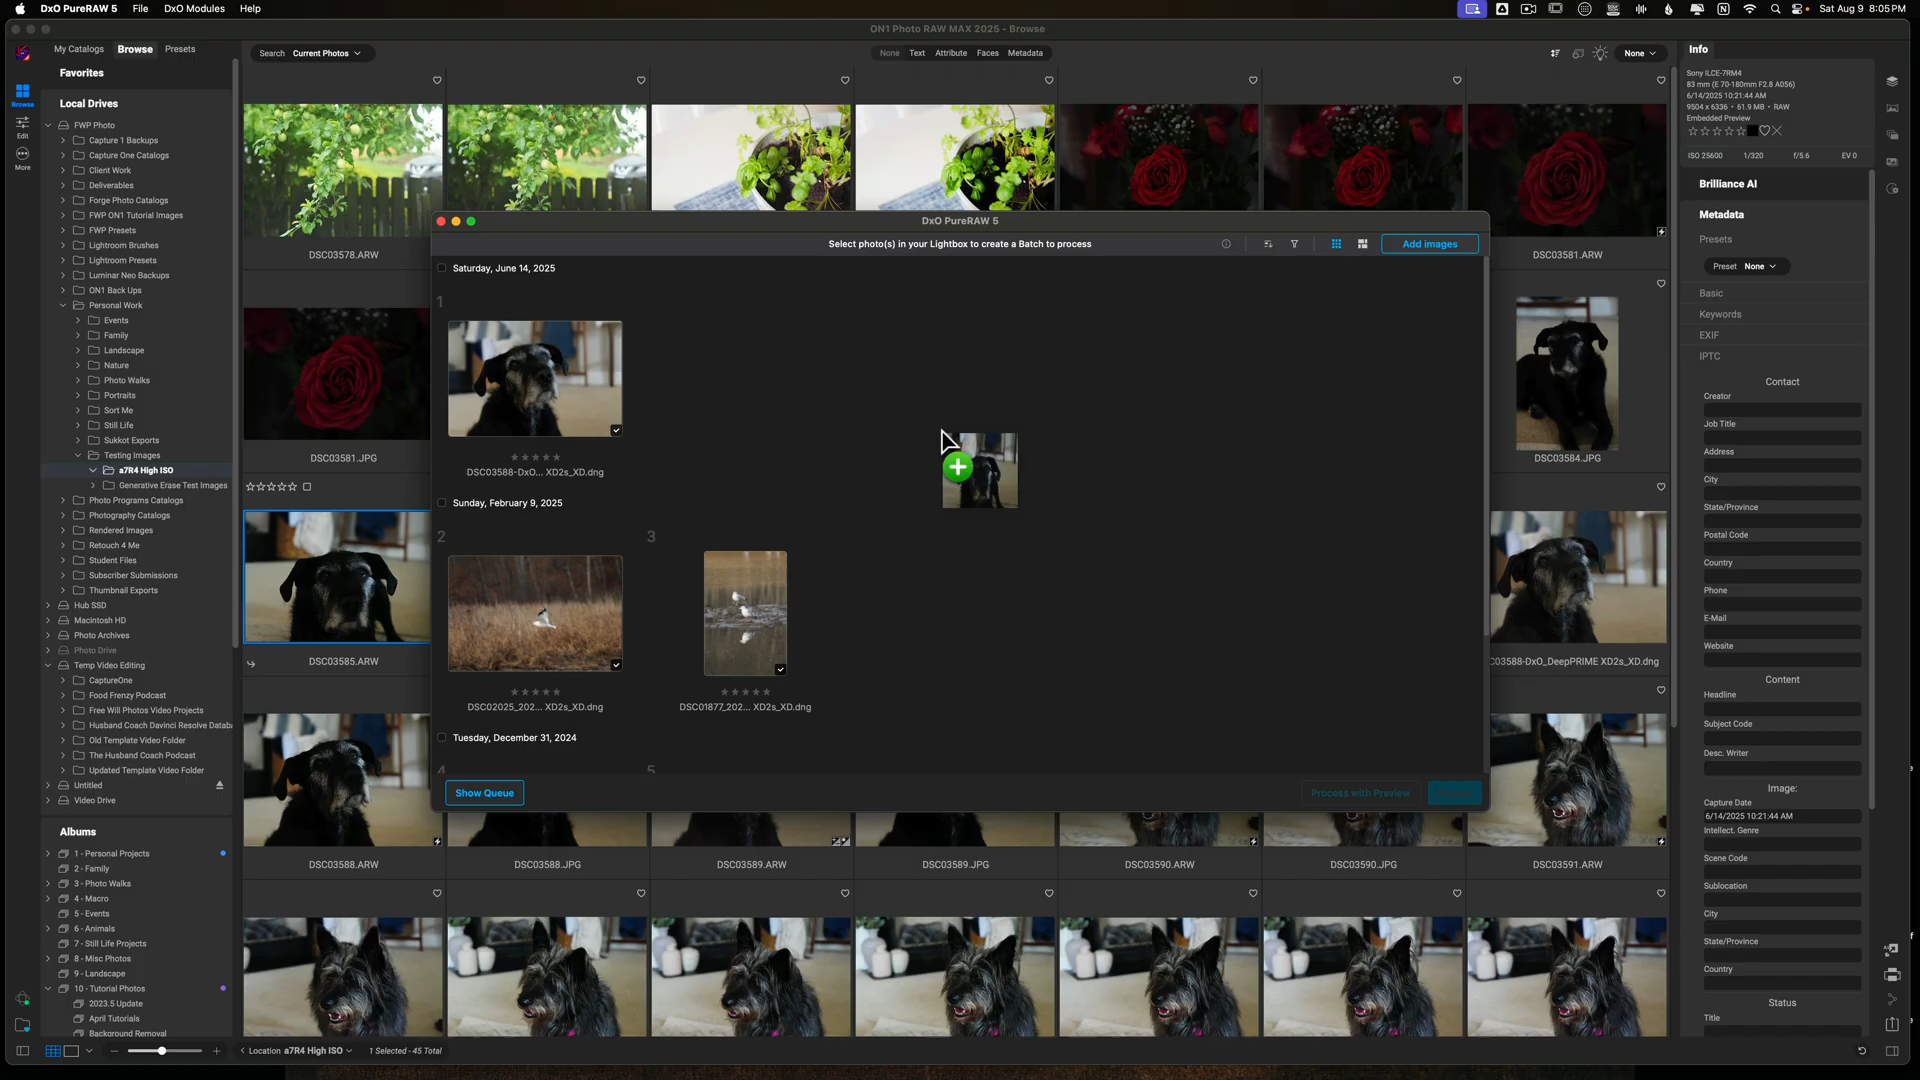 DxO PureRAW 5 File DxO Modules Help
Sat Aug 9 8:05 PM
ON1 Photo RAW MAX 2025 - Browse
My Catalogs Browse Presets
Search Current Photos
None Text Attribute Faces Metadata
None
Info
Favorites
Local Drives
Browse
Edit
More
FWP Photo
Capture 1 Backups
Capture One Catalogs
Client Work
Deliverables
Forge Photo Catalogs
FWP ON1 Tutorial Images
FWP Presets
Lightroom Brushes
Lightroom Presets
Luminar Neo Backups
ON1 Back Ups
Personal Work
Events
Family
Landscape
Nature
Photo Walks
Portraits
Sort Me
Still Life
Sukkot Exports
Testing Images
a7R4 High ISO
Generative Erase Test Images
Photo Programs Catalogs
Photography Catalogs
Rendered Images
Retouch 4 Me
Student Files
Subscriber Submissions
Thumbnail Exports
Hub SSD
Macintosh HD
Photo Archives
Photo Drive
Temp Video Editing
CaptureOne
Food Frenzy Podcast
Free Will Photos Video Projects
Husband Coach Davinci Resolve Databa
Old Template Video Folder
The Husband Coach Podcast
Updated Template Video Folder
Untitled
Video Drive
Albums
1 - Personal Projects
2 - Family
3 - Photo Walks
4 - Macro
5 - Events
6 - Animals
7 - Still Life Projects
8 - Misc Photos
9 - Landscape
10 - Tutorial Photos
2023.5 Update
April Tutorials
Background Removal
DSC03578.ARW
DSC03581.ARW
DSC03581.JPG
DSC03584.JPG
DSC03585.ARW
C03588-DxO_DeepPRIME XD2s_XD.dng
DSC03588.ARW
DSC03588.JPG
DSC03589.ARW
DSC03589.JPG
DSC03590.ARW
DSC03590.JPG
DSC03591.ARW
DxO PureRAW 5
Select photo(s) in your Lightbox to create a Batch to process
Add images
Saturday, June 14, 2025
1
DSC03588-DxO... XD2s_XD.dng
Sunday, February 9, 2025
2
3
DSC02025_202... XD2s_XD.dng
DSC01877_202... XD2s_XD.dng
Tuesday, December 31, 2024
4
5
Show Queue
Process with Preview
Sony ILCE-7RM4
83 mm (E 70-180mm F2.8 A056)
6/14/2025 10:21:44 AM
9504 x 6336 • 61.9 MB • RAW
Embedded Preview
ISO 25600 1/320 f/5.6 EV 0
Brilliance AI
Metadata
Presets
Preset None
Basic
Keywords
EXIF
IPTC
Contact
Creator
Job Title
Address
City
State/Province
Postal Code
Country
Phone
E-Mail
Website
Content
Headline
Subject Code
Desc. Writer
Image:
Capture Date
6/14/2025 10:21:44 AM
Intellect. Genre
Scene Code
Sublocation
City
State/Province
Country
Status
Title
Location a7R4 High ISO
1 Selected - 45 Total